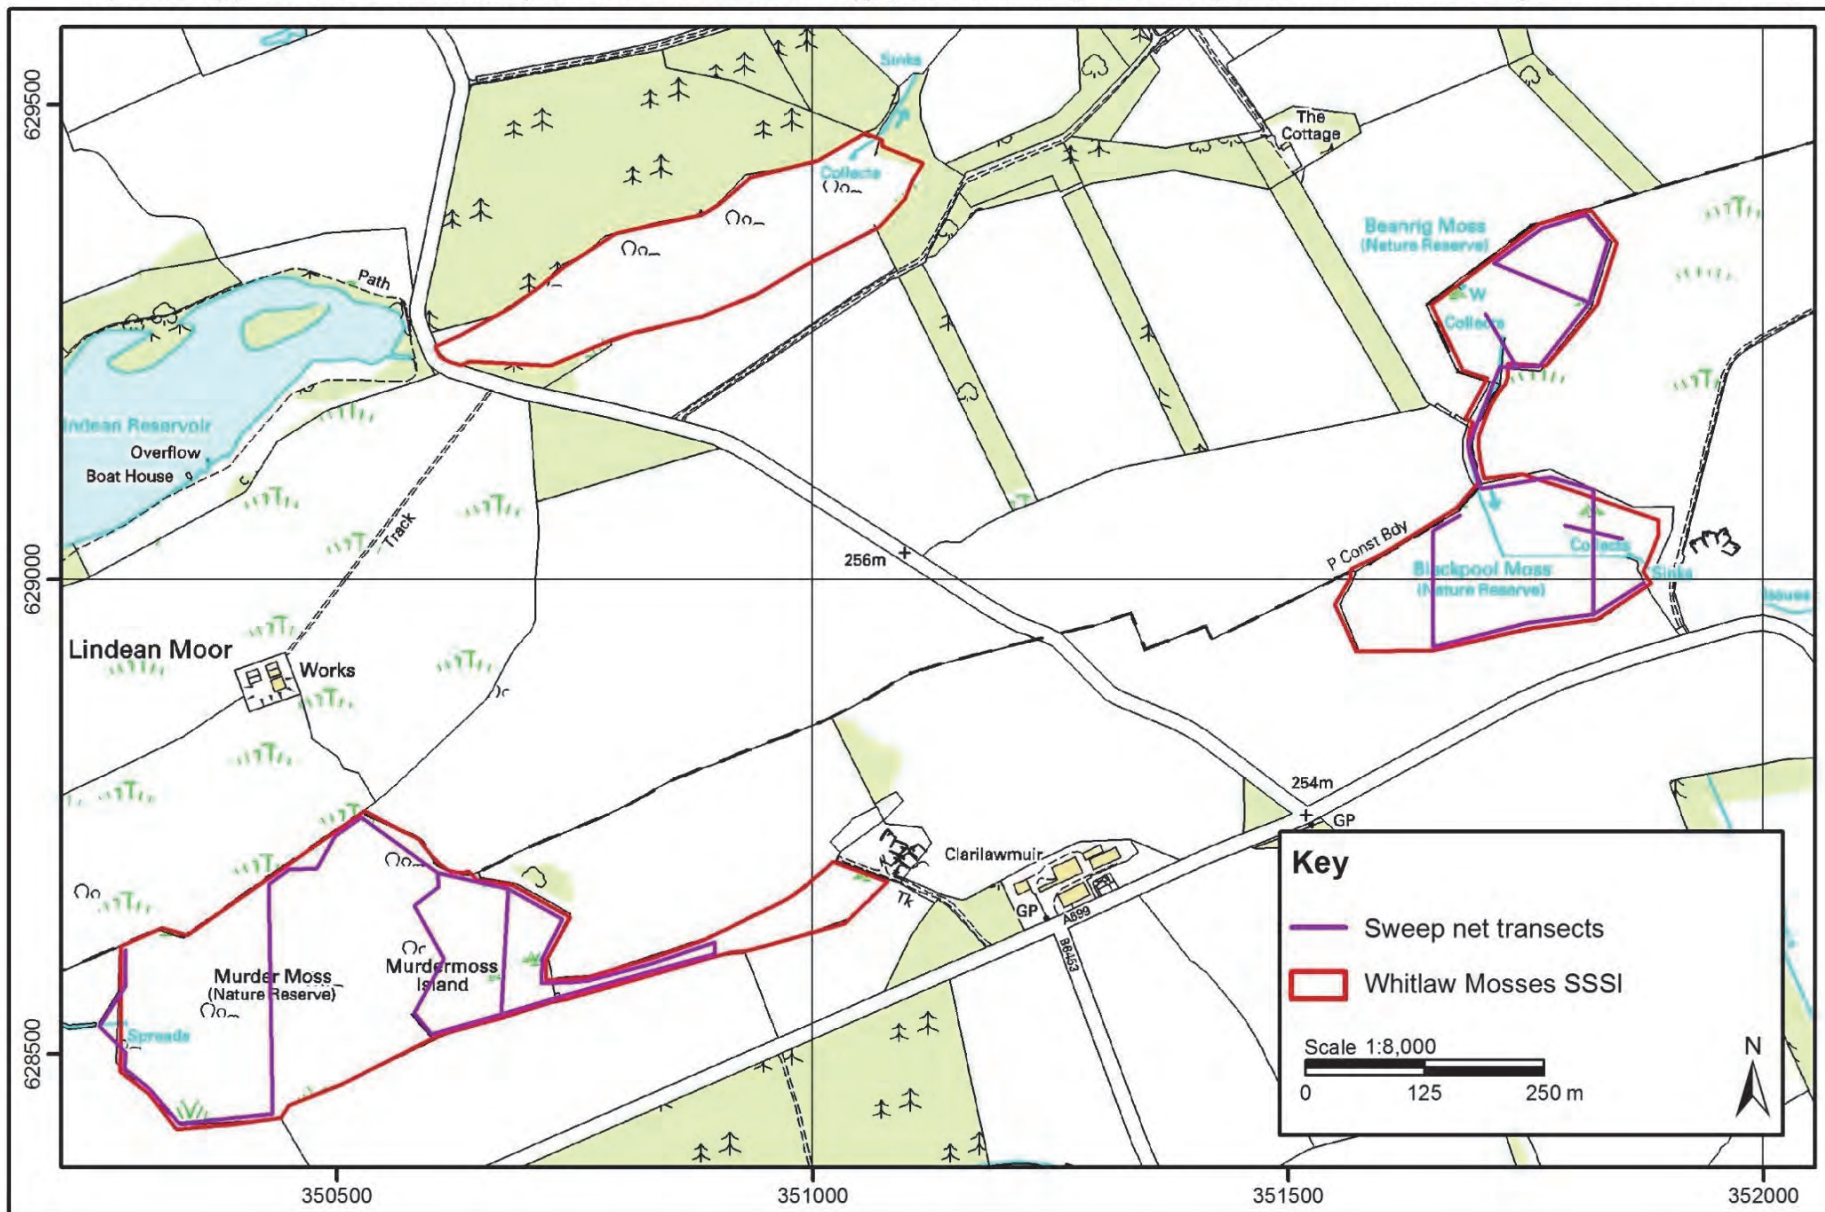 629500
629000
628500
Sinks
Collects
The
Cottage
Beanrig Moss
(Nature Reserve)
W
Collects
Path
Reservoir
Overflow
Boat House
Track
256m
P Const Bdy
Collects
Blackpool Moss
(Nature Reserve)
Sinks
Issues
Lindean Moor
Works
254m
GP
Clarilawmuir
Tk
GP
A699
B6453
Murder Moss
(Nature Reserve)
Murdermoss
Island
Spreads
Key
Sweep net transects
Whitlaw Mosses SSSI
Scale 1:8,000
0 125 250 m
N
350500 351000 351500 352000